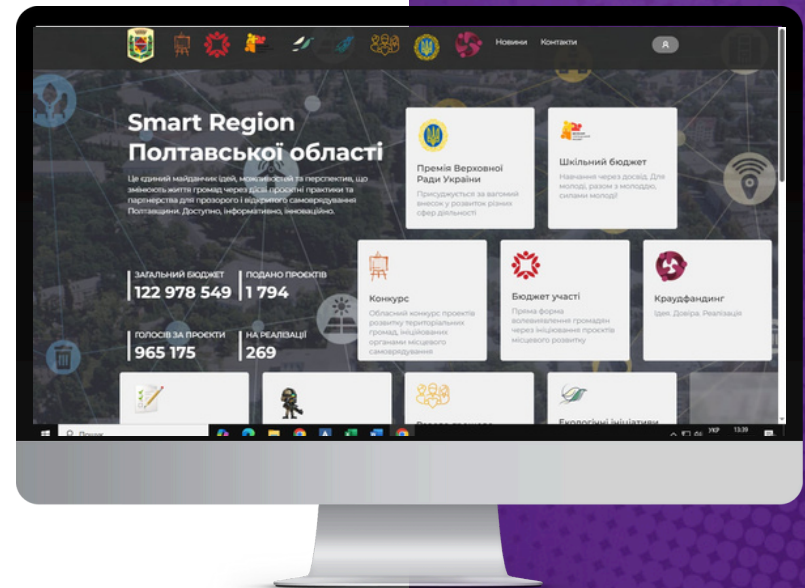 Новини
Контакти
Smart Region
Полтавської області
Це єдиний майданчик ідей, можливостей та перспектив, що
змінюють життя громад через дієві проєктні практики та
партнерства для прозорого і відкритого самоврядування
Полтавщини. Доступно, інформативно, інноваційно.
ЗАГАЛЬНИЙ БЮДЖЕТ
122 978 549
ПОДАНО ПРОЄКТІВ
1 794
ГОЛОСІВ ЗА ПРОЄКТИ
965 175
НА РЕАЛІЗАЦІЇ
269
Премія Верховної
Ради України
Присуджується за вагомий
внесок у розвиток різних
сфер діяльності
Шкільний бюджет
Навчання через досвід. Для
молоді, разом з молоддю,
силами молоді!
Конкурс
Обласний конкурс проєктів
розвитку територіальних
громад, ініційованих
органами місцевого
самоврядування
Бюджет участі
Пряма форма
волевиявлення громадян
через ініціювання проєктів
місцевого розвитку
Краудфандинг
Ідея. Довіра. Реалізація
Екологічні ініціативи
Пошук
УКР
13:39